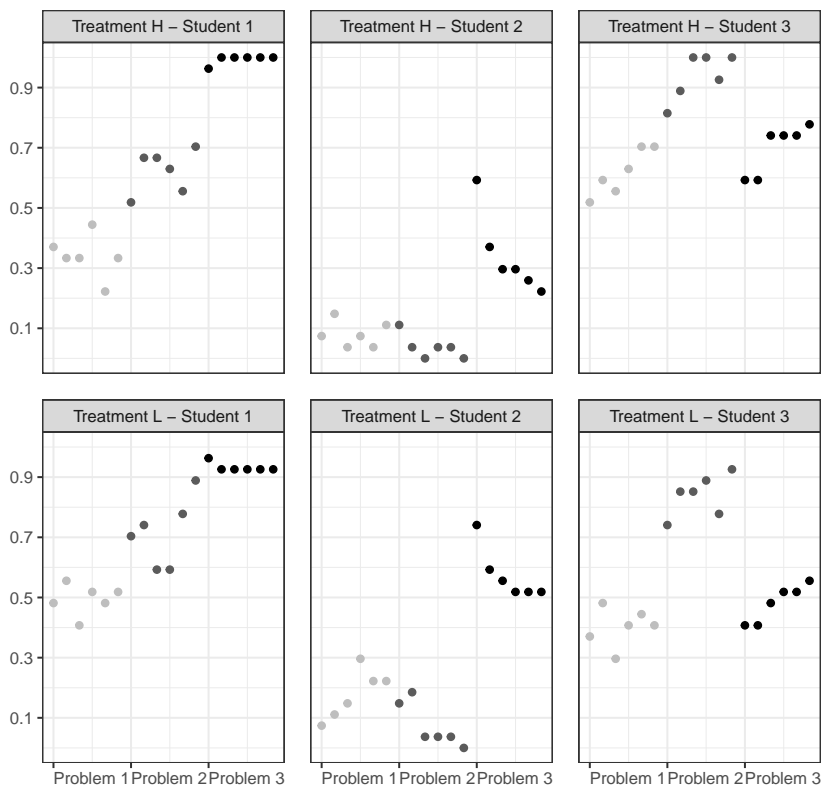 Treatment H – Student 1
Treatment H – Student 2
Treatment H – Student 3
0.9
0.7
0.5
0.3
0.1
Treatment L – Student 1
Treatment L – Student 2
Treatment L – Student 3
0.9
0.7
0.5
0.3
0.1
Problem 1 Problem 2 Problem 3
Problem 1 Problem 2 Problem 3
Problem 1 Problem 2 Problem 3